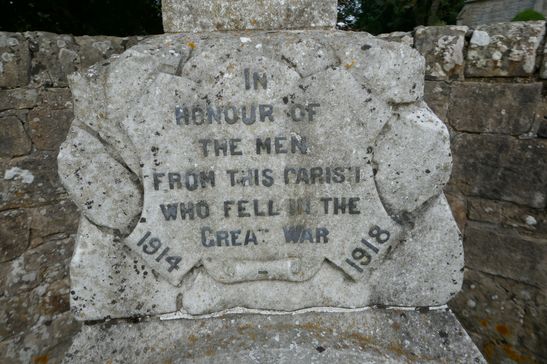 IN
HONOUR OF
THE MEN
FROM THIS PARISH
WHO FELL IN THE
GREAT WAR
1914 1918